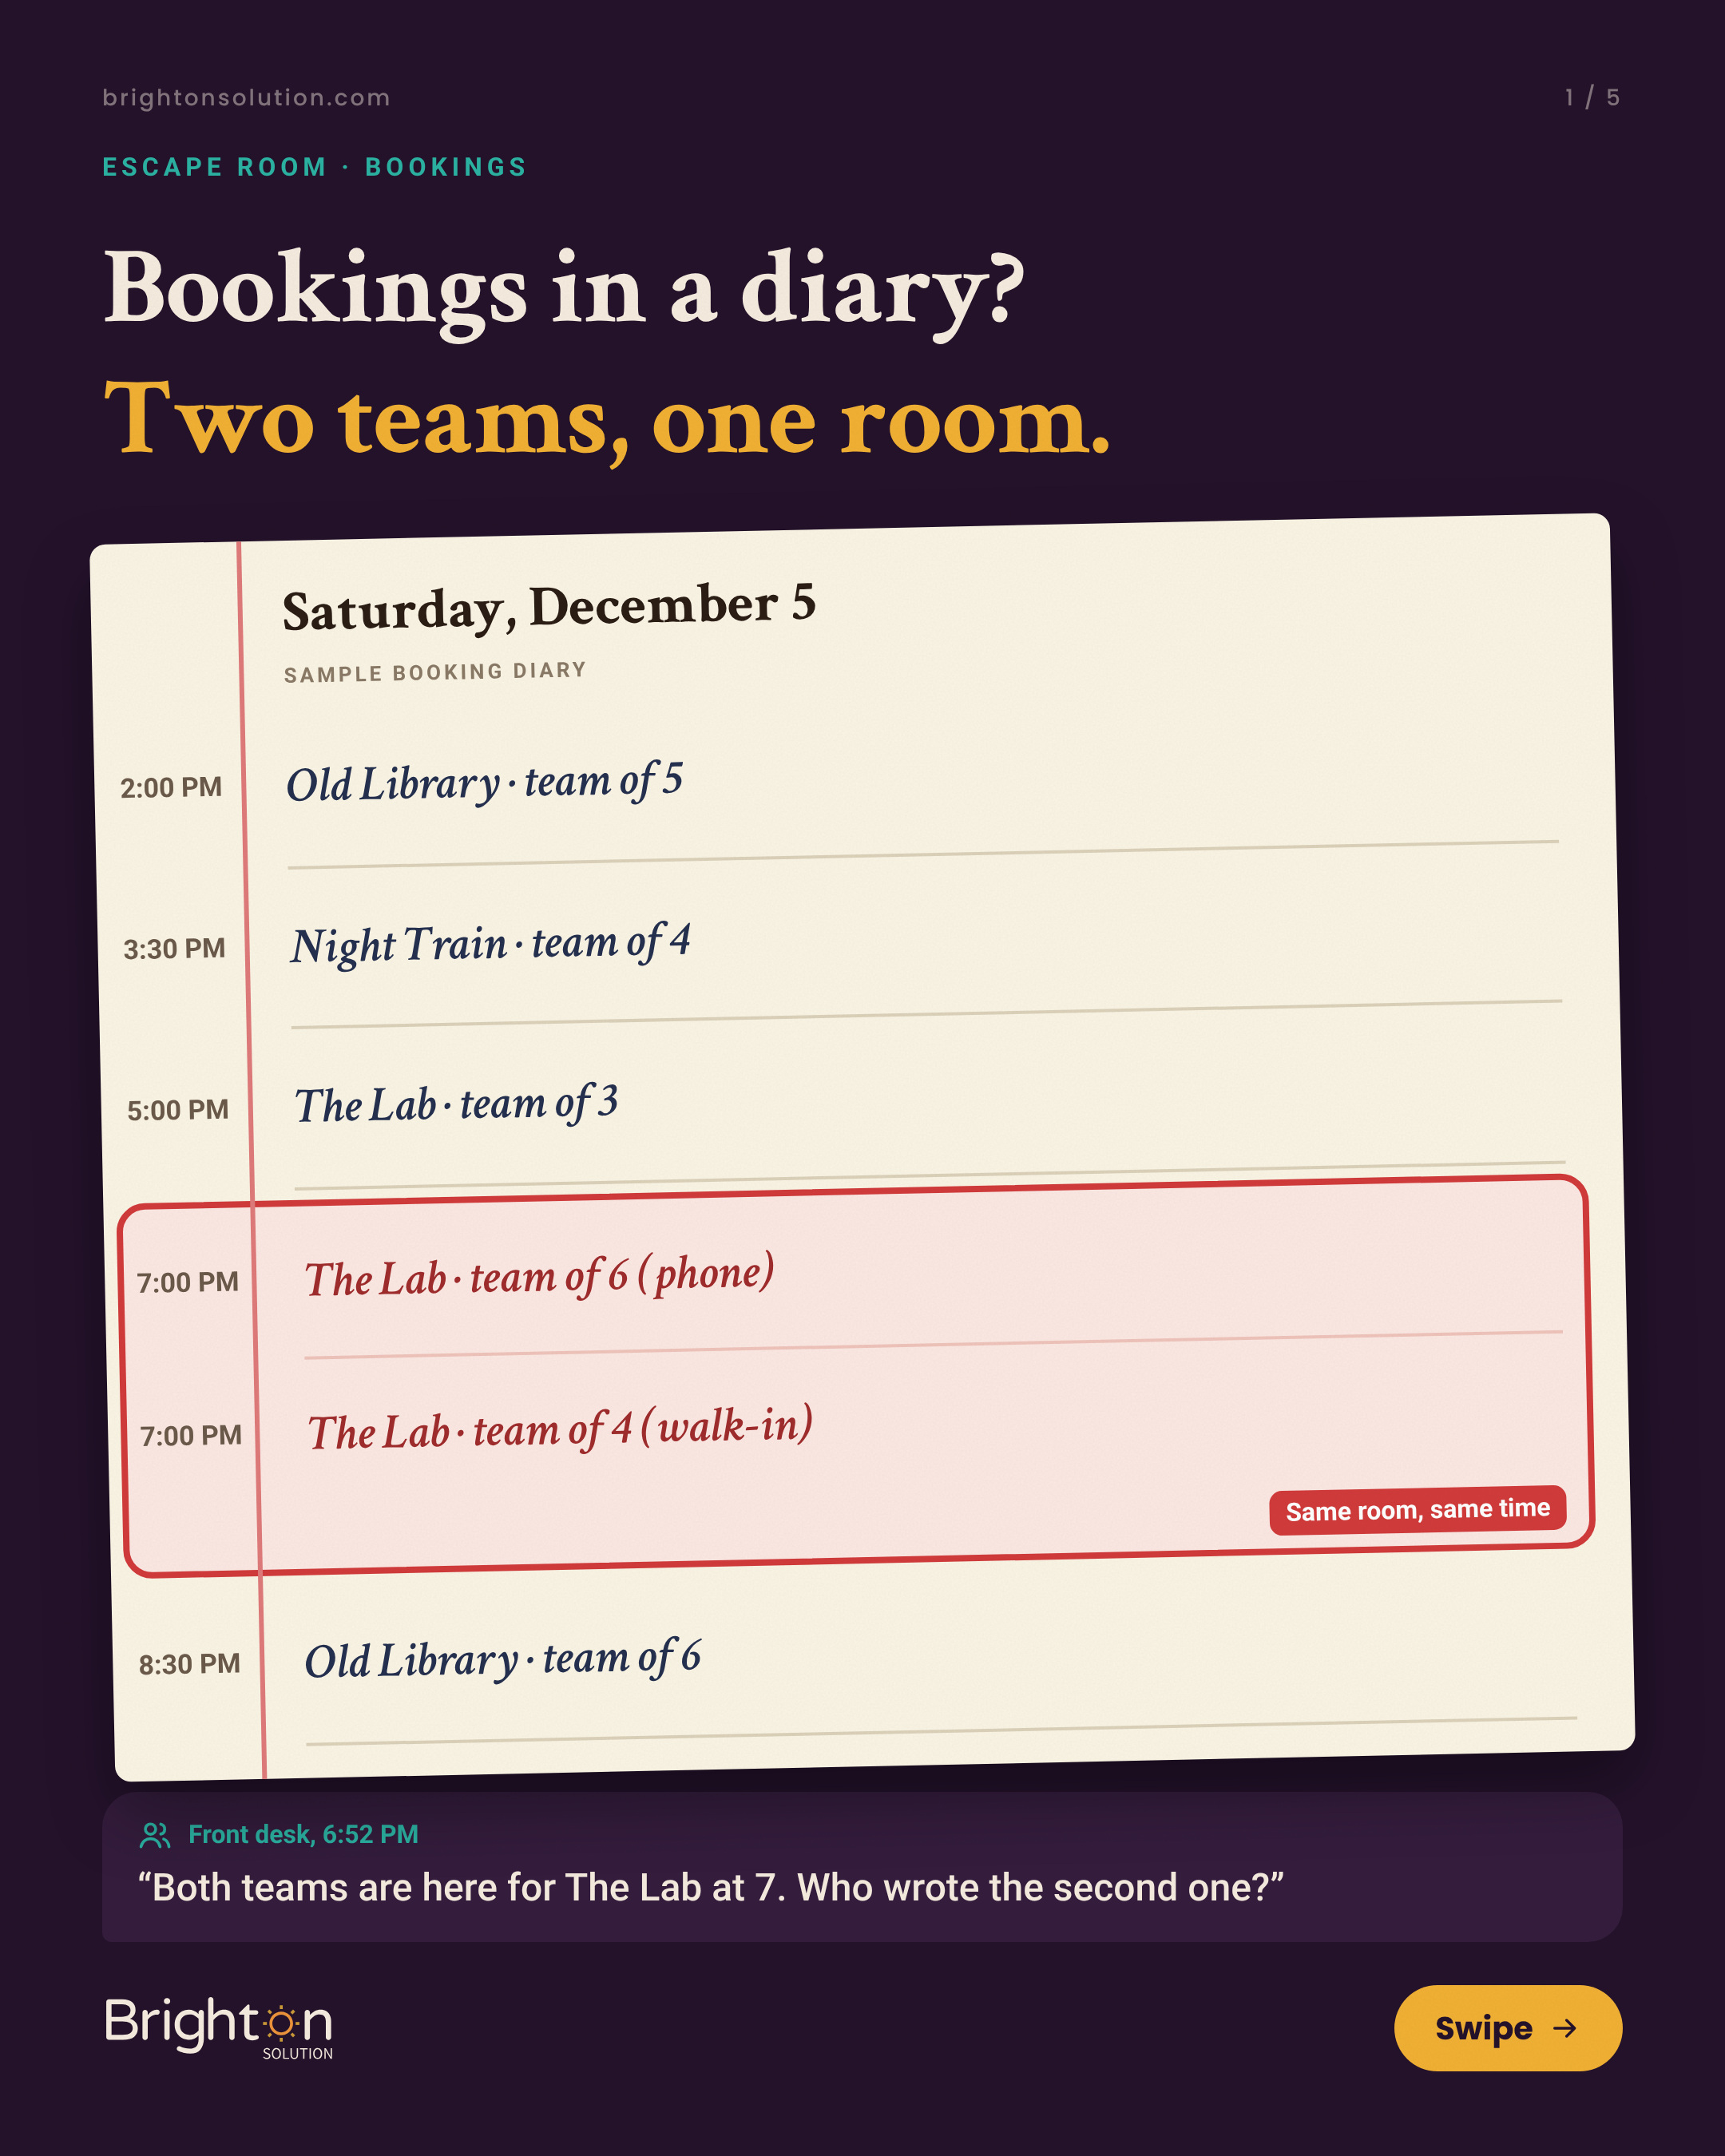 brightonsolution.com
1 / 5
ESCAPE ROOM · BOOKINGS
Bookings in a diary?
Two teams, one room.
Saturday, December 5
SAMPLE BOOKING DIARY
2:00 PM Old Library · team of 5
3:30 PM Night Train · team of 4
5:00 PM The Lab · team of 3
7:00 PM The Lab · team of 6 (phone)
7:00 PM The Lab · team of 4 (walk-in)
Same room, same time
8:30 PM Old Library · team of 6
Front desk, 6:52 PM
“Both teams are here for The Lab at 7. Who wrote the second one?”
Brighton
SOLUTION
Swipe →